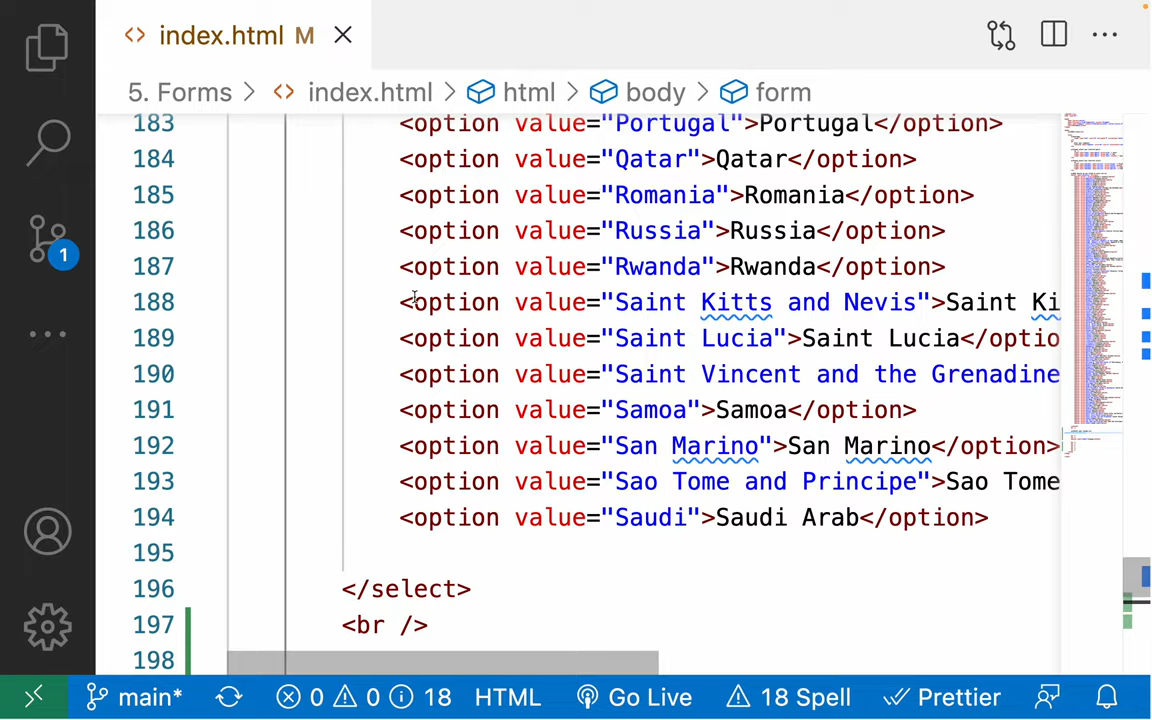 index.html M
5. Forms > index.html > html > body > form
183 <option value="Portugal">Portugal</option>
184 <option value="Qatar">Qatar</option>
185 <option value="Romania">Romania</option>
186 <option value="Russia">Russia</option>
187 <option value="Rwanda">Rwanda</option>
188 <option value="Saint Kitts and Nevis">Saint Ki
189 <option value="Saint Lucia">Saint Lucia</optio
190 <option value="Saint Vincent and the Grenadine
191 <option value="Samoa">Samoa</option>
192 <option value="San Marino">San Marino</option>
193 <option value="Sao Tome and Principe">Sao Tome
194 <option value="Saudi">Saudi Arab</option>
195
196 </select>
197 <br />
198
1
main* 0 0 18 HTML Go Live 18 Spell Prettier